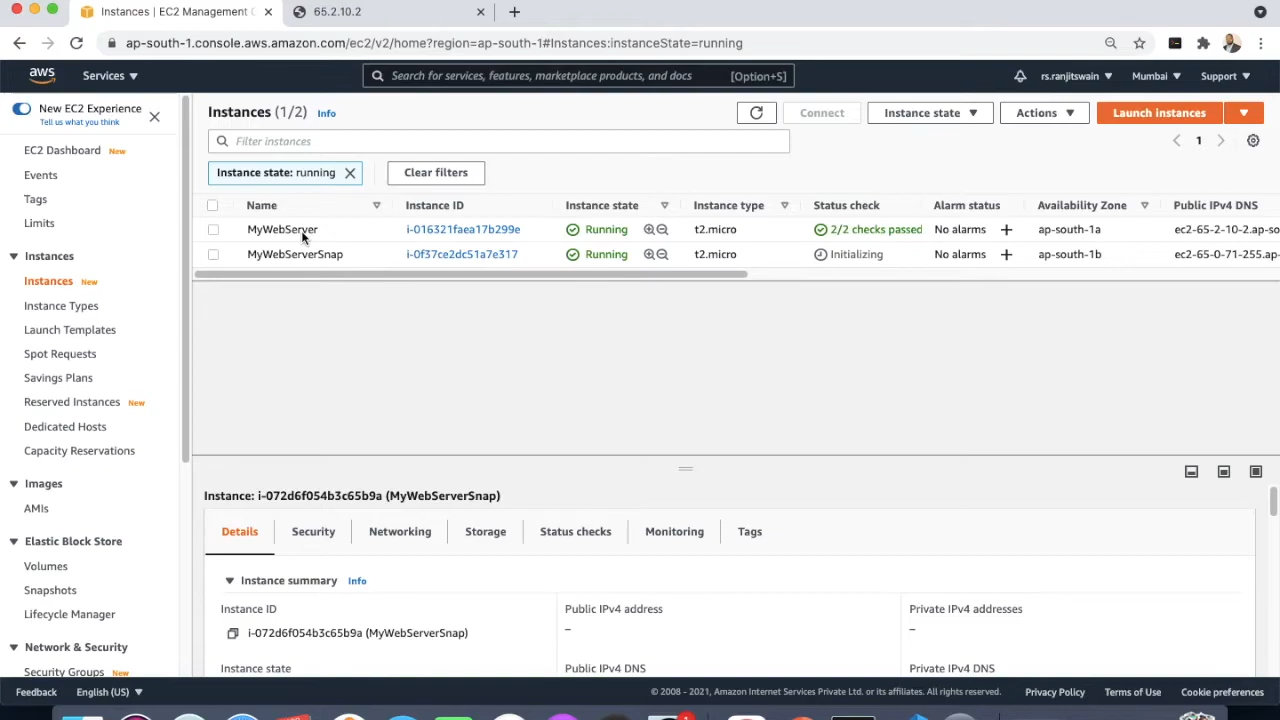 Instances | EC2 Management C
65.2.10.2
ap-south-1.console.aws.amazon.com/ec2/v2/home?region=ap-south-1#Instances:instanceState=running
aws
Services
Search for services, features, marketplace products, and docs
[Option+S]
rs.ranjitswain
Mumbai
Support
New EC2 Experience
Tell us what you think
EC2 Dashboard New
Events
Tags
Limits
Instances
Instances New
Instance Types
Launch Templates
Spot Requests
Savings Plans
Reserved Instances New
Dedicated Hosts
Capacity Reservations
Images
AMIs
Elastic Block Store
Volumes
Snapshots
Lifecycle Manager
Network & Security
Security Groups New
Instances (1/2) Info
Connect
Instance state
Actions
Launch instances
Filter instances
1
Instance state: running
Clear filters
Name Instance ID Instance state Instance type Status check Alarm status Availability Zone Public IPv4 DNS
MyWebServer i-016321faea17b299e Running t2.micro 2/2 checks passed No alarms ap-south-1a ec2-65-2-10-2.ap-so
MyWebServerSnap i-0f37ce2dc51a7e317 Running t2.micro Initializing No alarms ap-south-1b ec2-65-0-71-255.ap-
Instance: i-072d6f054b3c65b9a (MyWebServerSnap)
Details Security Networking Storage Status checks Monitoring Tags
Instance summary Info
Instance ID Public IPv4 address Private IPv4 addresses
i-072d6f054b3c65b9a (MyWebServerSnap) – –
Instance state Public IPv4 DNS Private IPv4 DNS
Feedback English (US) © 2008 - 2021, Amazon Internet Services Private Ltd. or its affiliates. All rights reserved. Privacy Policy Terms of Use Cookie preferences